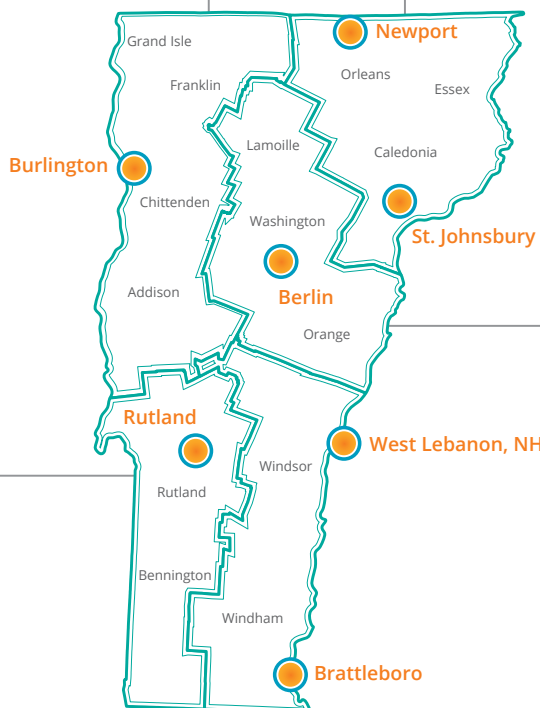 Newport
Grand Isle
Orleans
Franklin
Essex
Lamoille
Caledonia
Burlington
Chittenden
Washington
St. Johnsbury
Addison
Berlin
Orange
Rutland
West Lebanon, NH
Windsor
Rutland
Bennington
Windham
Brattleboro